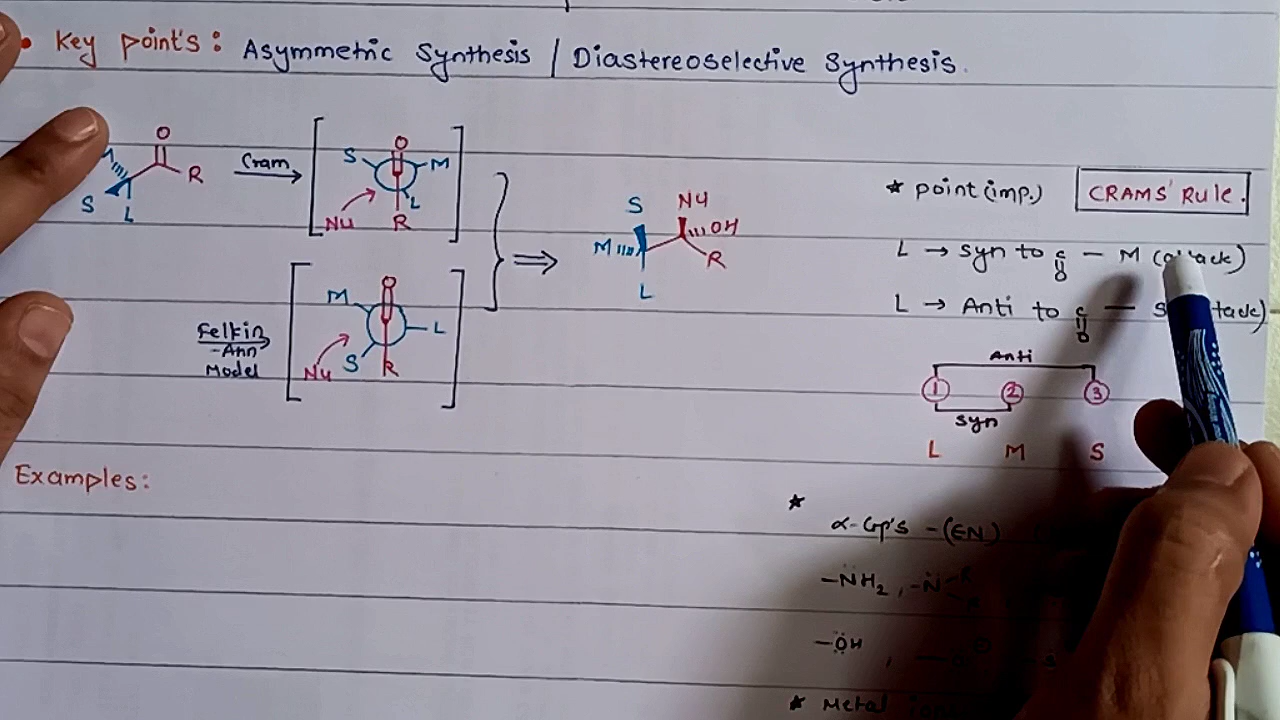 • Key point's: Asymmetric Synthesis | Diastereoselective Synthesis.
O
S M L R
Cram
O
S M
L
Nu R
Felkin
-Ahn
Model
O
M L
S
Nu R
S Nu
M OH
R
L
* point (imp.) CRAMS' Rule.
L → Syn to C=O — M
L → Anti to C=O — S
Anti
1 2 3
Syn
L M S
Examples:
*
α-Gp's - (EN)
-NH2, -N
-OH,
* Metal